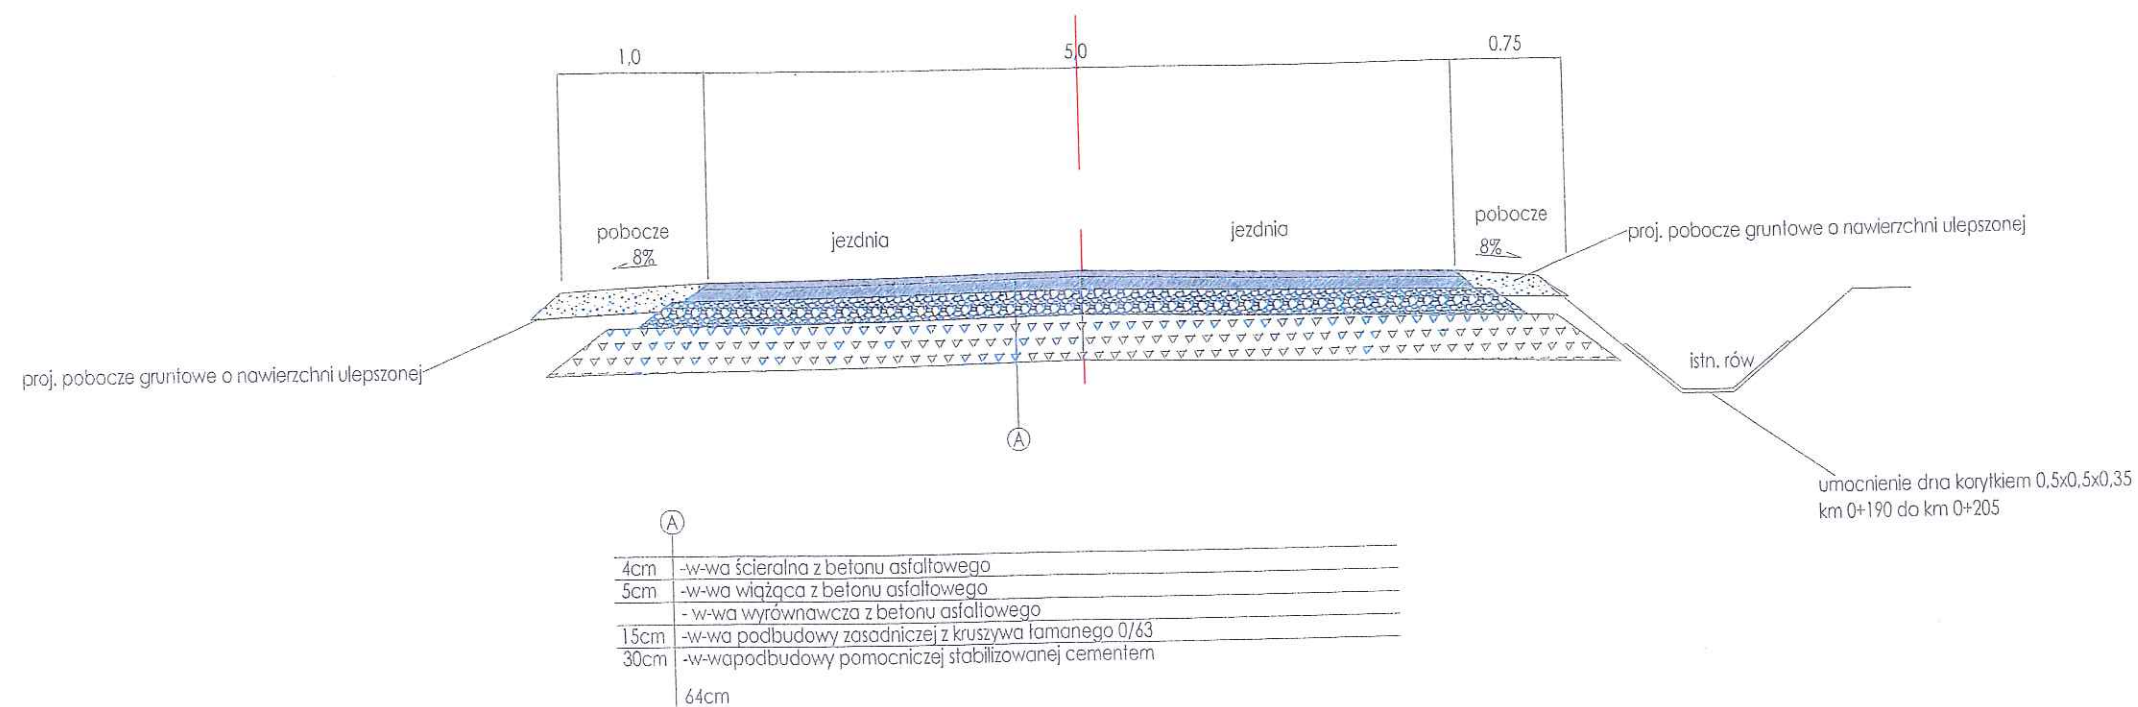 1,0
5,0
0.75
pobocze
8%
jezdnia
jezdnia
pobocze
8%
proj. pobocze gruntowe o nawierzchni ulepszonej
proj. pobocze gruntowe o nawierzchni ulepszonej
istn. rów
A
umocnienie dna korytkiem 0,5x0,5x0,35
km 0+190 do km 0+205
A
4cm -w-wa ścieralna z betonu asfaltowego
5cm -w-wa wiążąca z betonu asfaltowego
- w-wa wyrównawcza z betonu asfaltowego
15cm -w-wa podbudowy zasadniczej z kruszywa łamanego 0/63
30cm -w-wapodbudowy pomocniczej stabilizowanej cementem
64cm